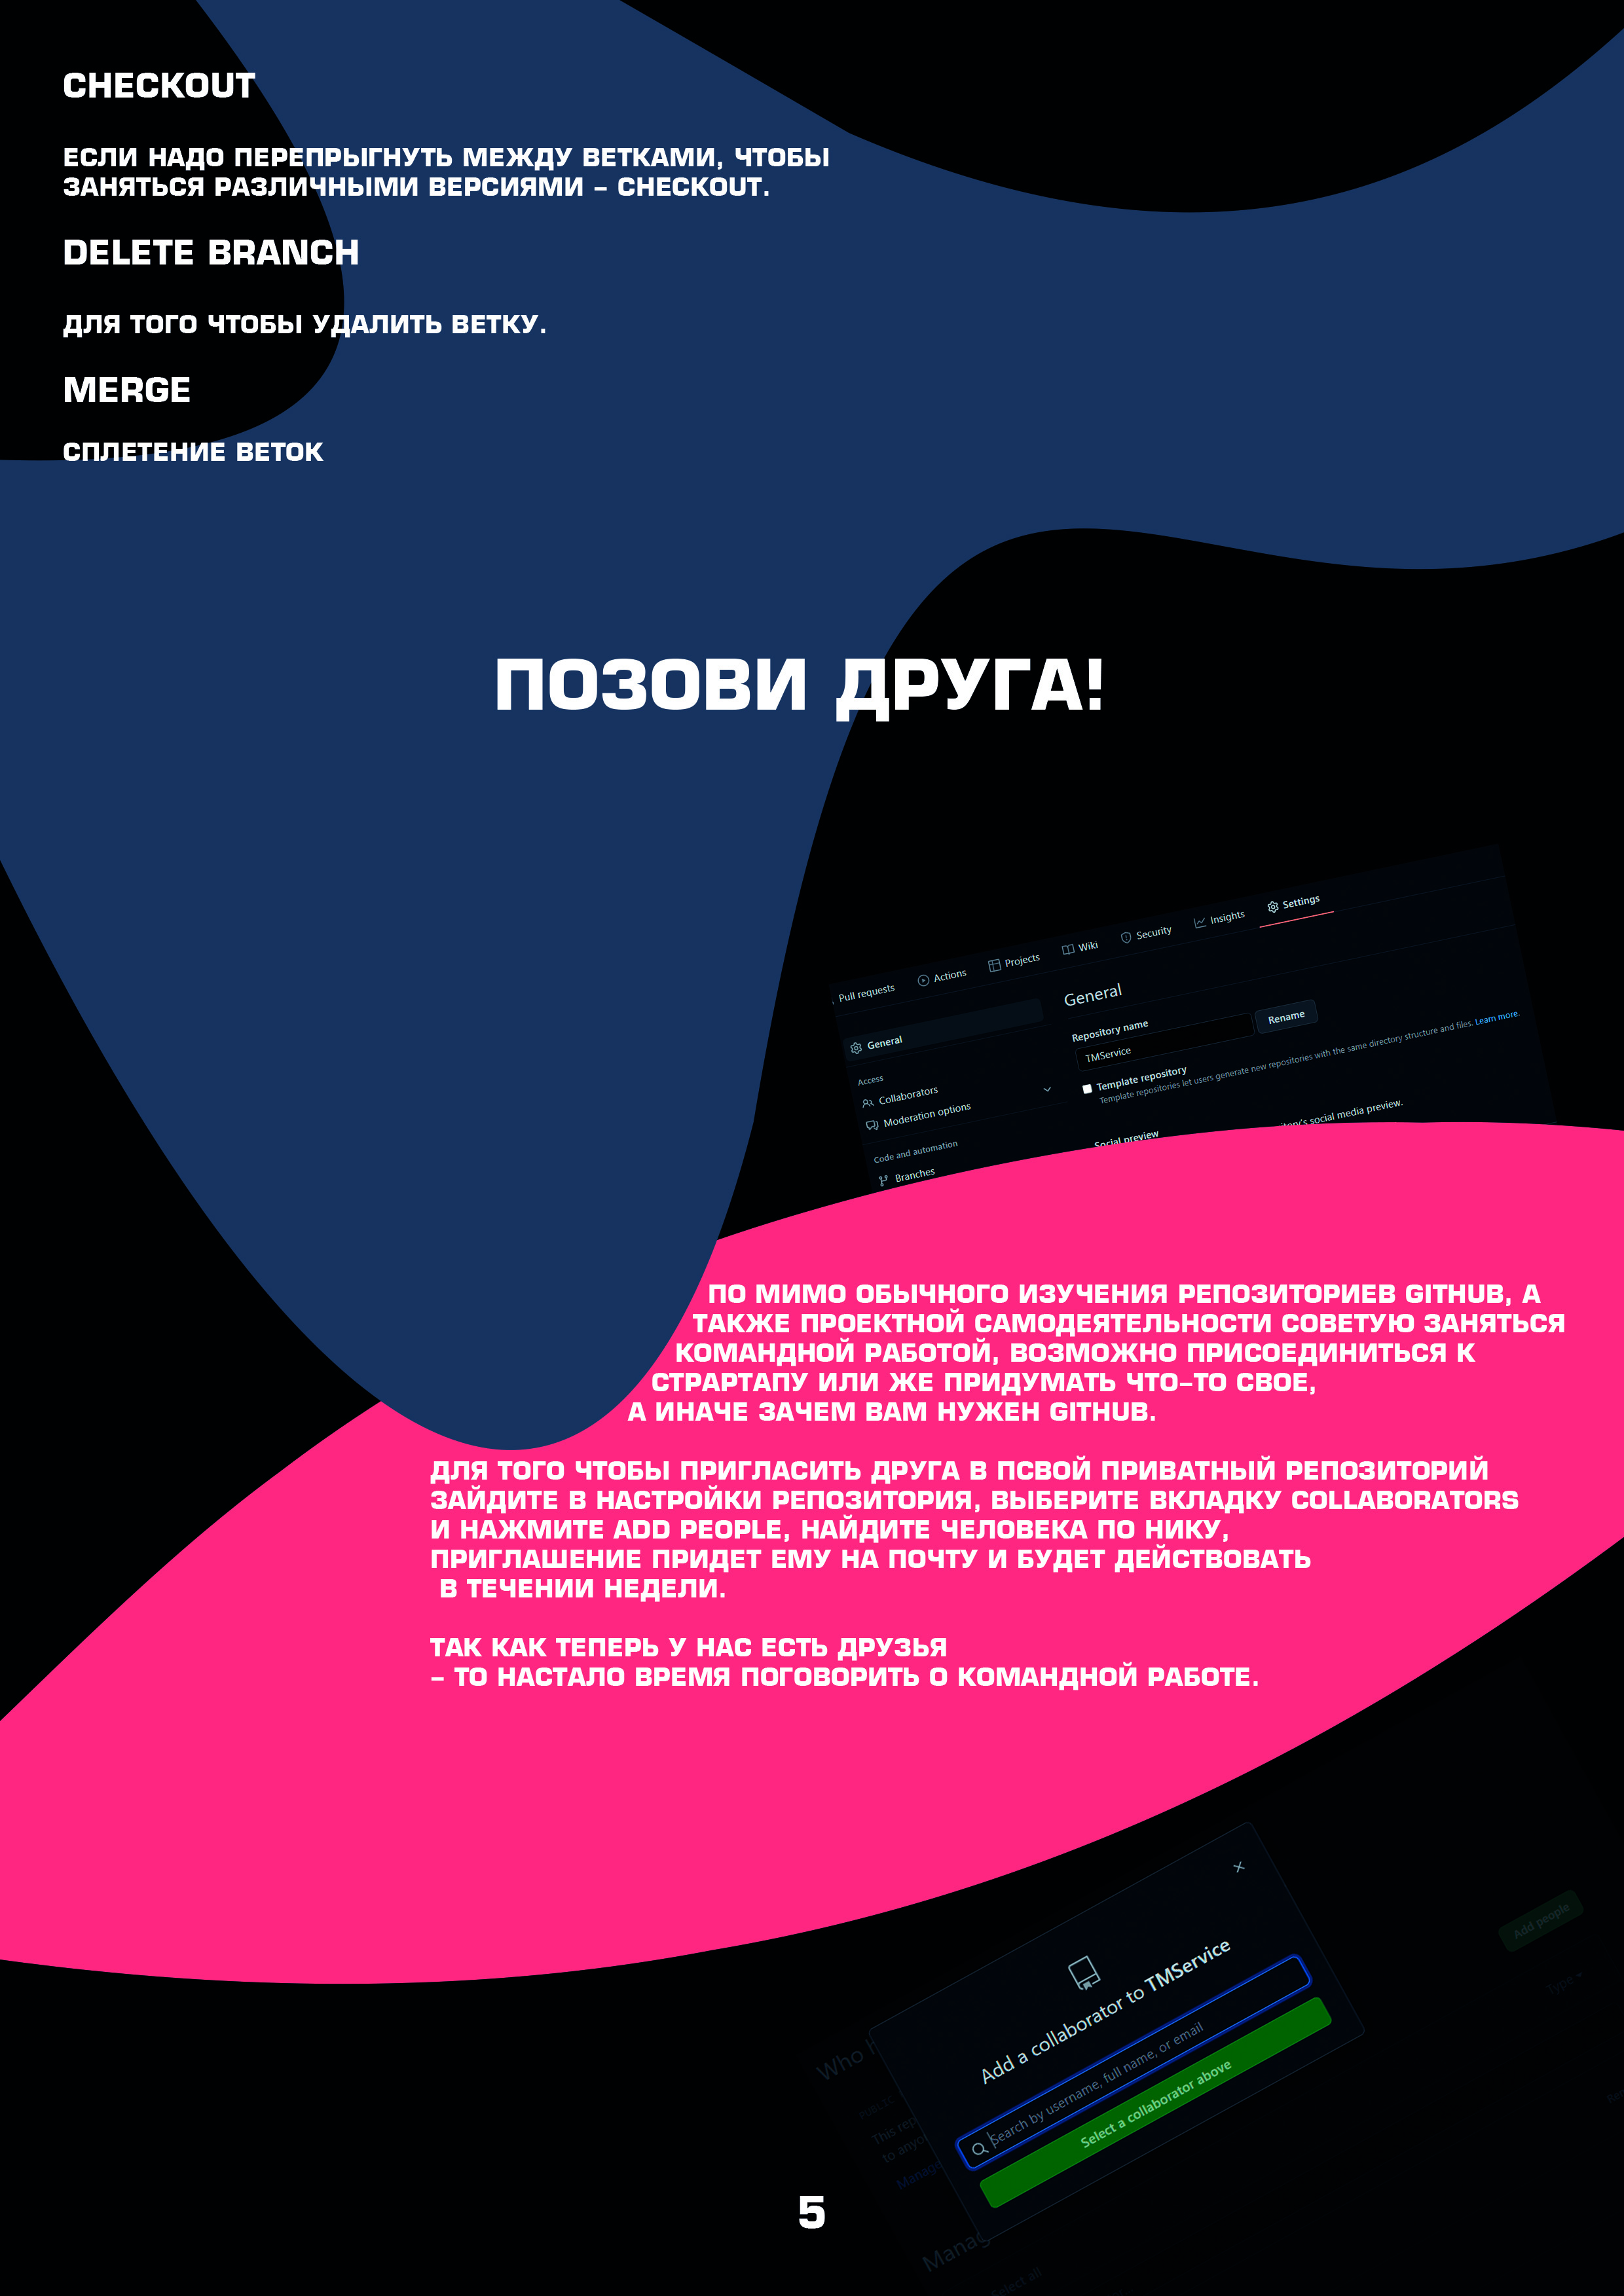 CHECKOUT
ЕСЛИ НАДО ПЕРЕПРЫГНУТЬ МЕЖДУ ВЕТКАМИ, ЧТОБЫ
ЗАНЯТЬСЯ РАЗЛИЧНЫМИ ВЕРСИЯМИ – CHECKOUT.
DELETE BRANCH
ДЛЯ ТОГО ЧТОБЫ УДАЛИТЬ ВЕТКУ.
MERGE
СПЛЕТЕНИЕ ВЕТОК
ПОЗОВИ ДРУГА!
Pull requests Actions Projects Wiki Security Insights Settings
General
Access
Collaborators
Moderation options
Code and automation
Branches
General
Repository name
TMService Rename
Template repository
Template repositories let users generate new repositories with the same directory structure and files. Learn more.
Social preview
social media preview.
ПО МИМО ОБЫЧНОГО ИЗУЧЕНИЯ РЕПОЗИТОРИЕВ GITHUB, А
ТАКЖЕ ПРОЕКТНОЙ САМОДЕЯТЕЛЬНОСТИ СОВЕТУЮ ЗАНЯТЬСЯ
КОМАНДНОЙ РАБОТОЙ, ВОЗМОЖНО ПРИСОЕДИНИТЬСЯ К
СТРАРТАПУ ИЛИ ЖЕ ПРИДУМАТЬ ЧТО–ТО СВОЕ,
А ИНАЧЕ ЗАЧЕМ ВАМ НУЖЕН GITHUB.
ДЛЯ ТОГО ЧТОБЫ ПРИГЛАСИТЬ ДРУГА В ПСВОЙ ПРИВАТНЫЙ РЕПОЗИТОРИЙ
ЗАЙДИТЕ В НАСТРОЙКИ РЕПОЗИТОРИЯ, ВЫБЕРИТЕ ВКЛАДКУ COLLABORATORS
И НАЖМИТЕ ADD PEOPLE, НАЙДИТЕ ЧЕЛОВЕКА ПО НИКУ,
ПРИГЛАШЕНИЕ ПРИДЕТ ЕМУ НА ПОЧТУ И БУДЕТ ДЕЙСТВОВАТЬ
В ТЕЧЕНИИ НЕДЕЛИ.
ТАК КАК ТЕПЕРЬ У НАС ЕСТЬ ДРУЗЬЯ
– ТО НАСТАЛО ВРЕМЯ ПОГОВОРИТЬ О КОМАНДНОЙ РАБОТЕ.
Add people
Type
Who
Add a collaborator to TMService
Search by username, full name, or email
Select a collaborator above
PUBLIC
This
to
Select all
5